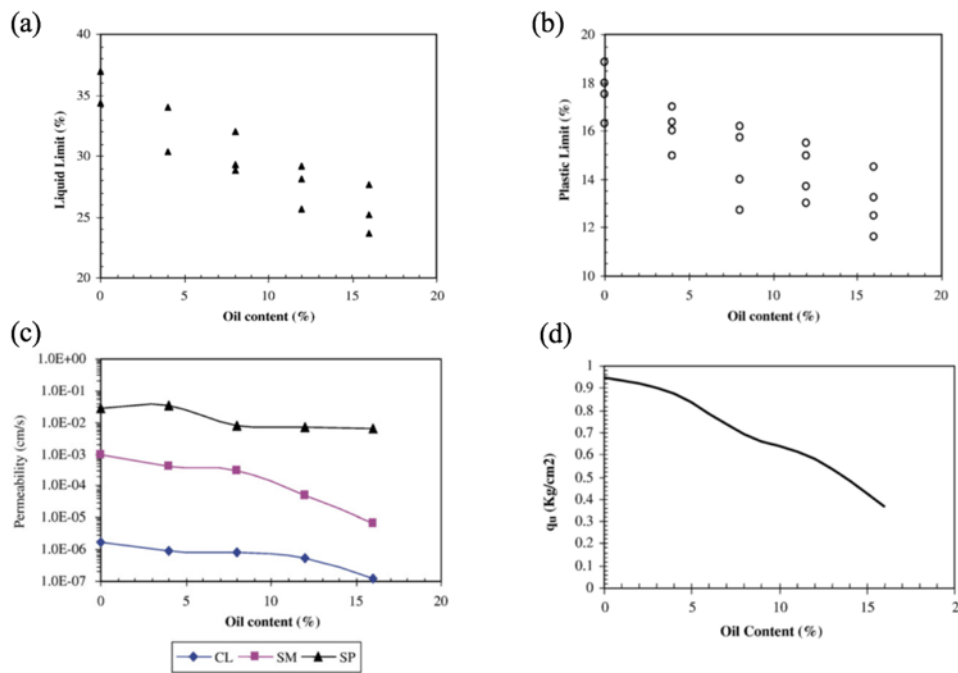 (a)
40
35
30
25
20
Liquid Limit (%)
0 5 10 15 20
Oil content (%)
(b)
20
18
16
14
12
10
Plastic Limit (%)
0 5 10 15 20
Oil content (%)
(c)
1.0E+00
1.0E-01
1.0E-02
1.0E-03
1.0E-04
1.0E-05
1.0E-06
1.0E-07
Permeability (cm/s)
0 5 10 15 20
Oil content (%)
CL SM SP
(d)
1
0.9
0.8
0.7
0.6
0.5
0.4
0.3
0.2
0.1
0
qu (Kg/cm2)
0 5 10 15 20
Oil Content (%)